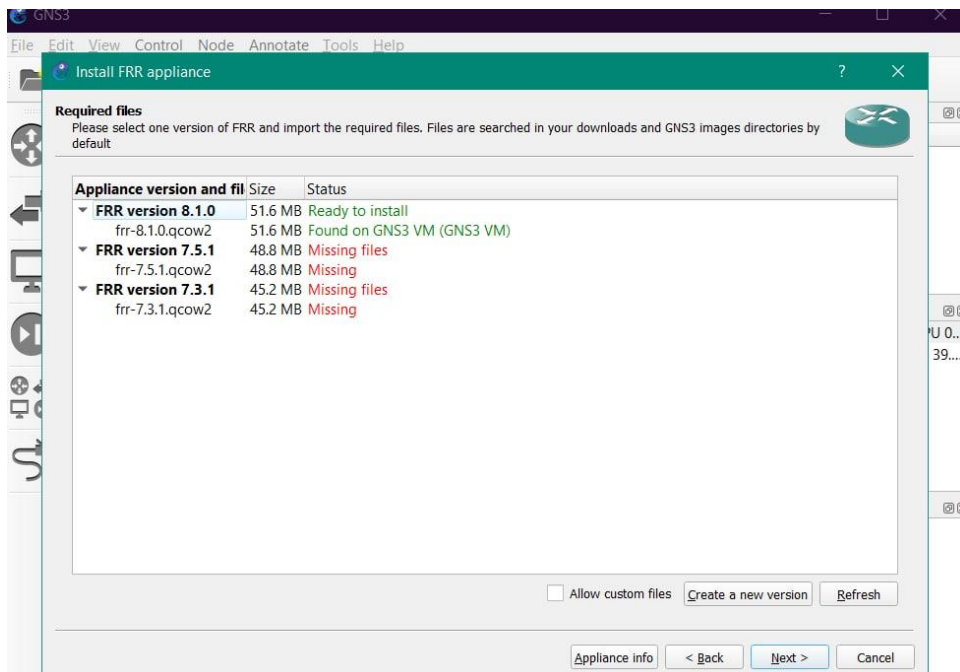 GNS3
File Edit View Control Node Annotate Tools Help
Install FRR appliance ?
Required files
Please select one version of FRR and import the required files. Files are searched in your downloads and GNS3 images directories by
default
Appliance version and fil Size Status
FRR version 8.1.0 51.6 MB Ready to install
frr-8.1.0.qcow2 51.6 MB Found on GNS3 VM (GNS3 VM)
FRR version 7.5.1 48.8 MB Missing files
frr-7.5.1.qcow2 48.8 MB Missing
FRR version 7.3.1 45.2 MB Missing files
frr-7.3.1.qcow2 45.2 MB Missing
PU 0...
39....
Allow custom files Create a new version Refresh
Appliance info < Back Next > Cancel